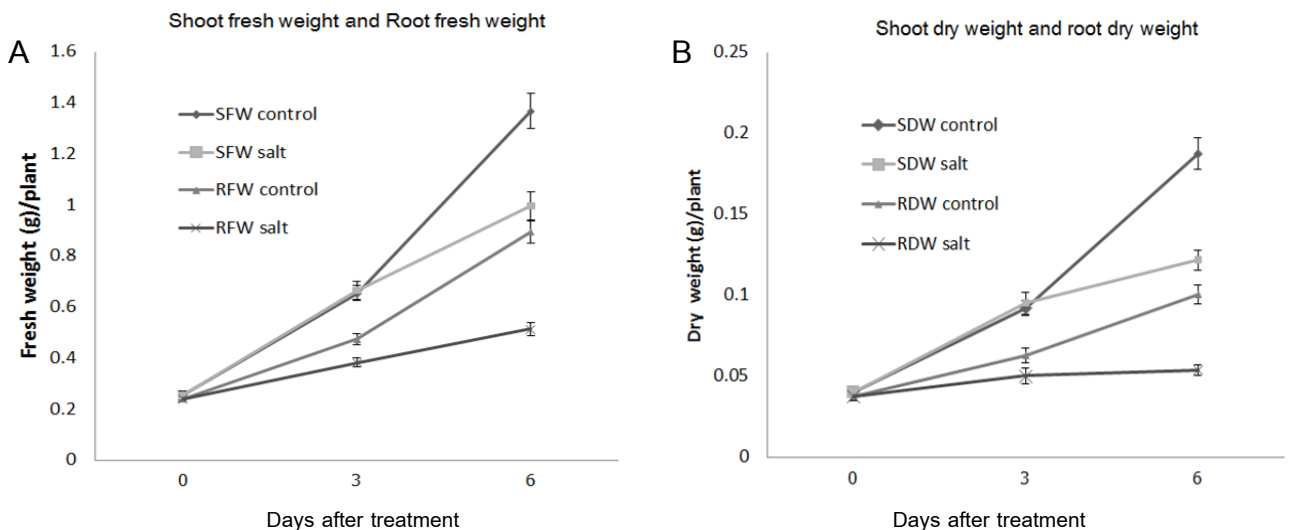 Shoot fresh weight and Root fresh weight
A
1.6
1.4
1.2
1
0.8
0.6
0.4
0.2
0
Fresh weight (g)/plant
SFW control
SFW salt
RFW control
RFW salt
0 3 6
Days after treatment
Shoot dry weight and root dry weight
B
0.25
0.2
0.15
0.1
0.05
0
Dry weight (g)/plant
SDW control
SDW salt
RDW control
RDW salt
0 3 6
Days after treatment